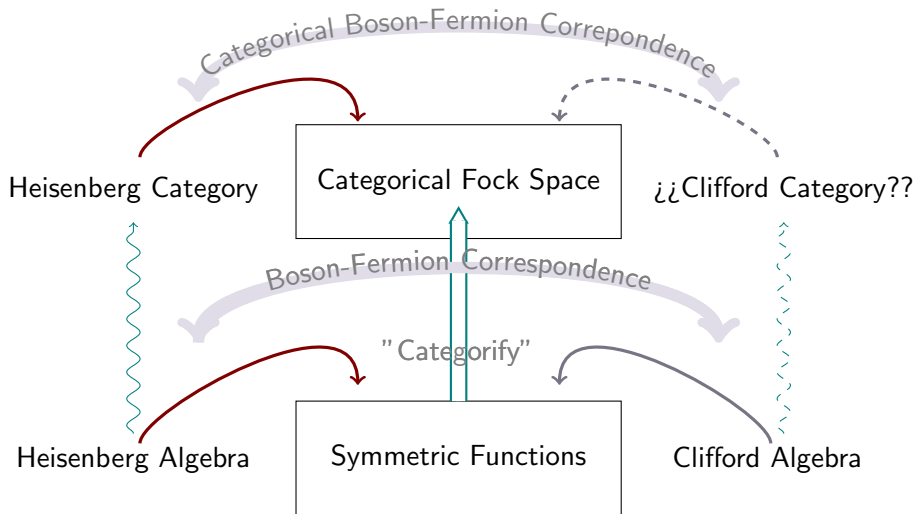 Categorical Boson-Fermion Correpondence
Heisenberg Category
Categorical Fock Space
¿¿Clifford Category??
Boson-Fermion Correspondence
"Categorify"
Heisenberg Algebra
Symmetric Functions
Clifford Algebra